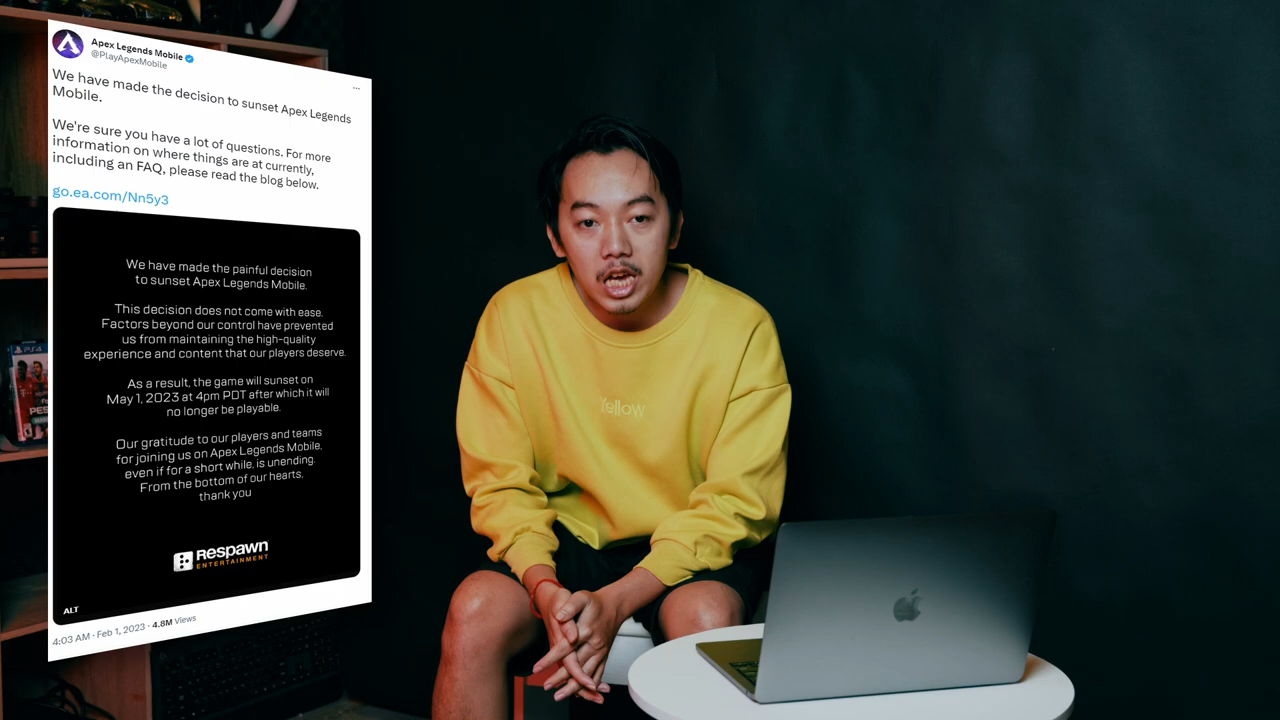 Apex Legends Mobile
@PlayApexMobile
We have made the decision to sunset Apex Legends
Mobile.
We're sure you have a lot of questions. For more
information on where things are at currently,
including an FAQ, please read the blog below.
go.ea.com/Nn5y3
We have made the painful decision
to sunset Apex Legends Mobile.
This decision does not come with ease.
Factors beyond our control have prevented
us from maintaining the high-quality
experience and content that our players deserve.
As a result, the game will sunset on
May 1, 2023 at 4pm PDT after which it will
no longer be playable.
Our gratitude to our players and teams
for joining us on Apex Legends Mobile,
even if for a short while, is unending.
From the bottom of our hearts,
thank you
Respawn
ENTERTAINMENT
ALT
4:03 AM · Feb 1, 2023 · 4.8M Views
PS4
PES
Yellow